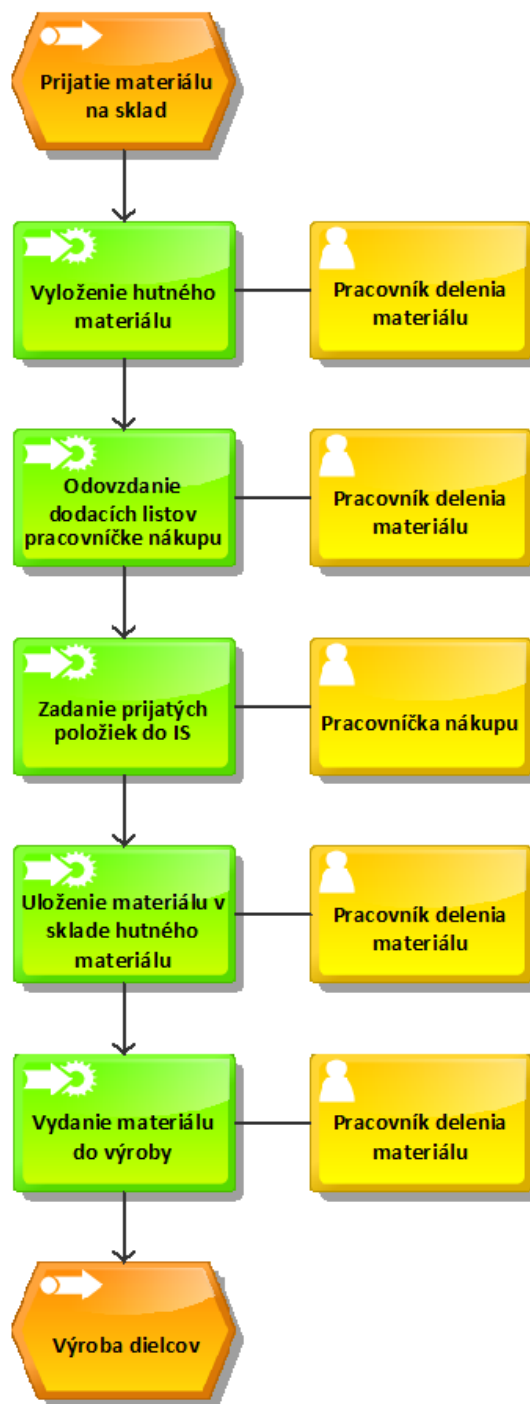 Prijatie materiálu
na sklad
Vyloženie hutného
materiálu
Pracovník delenia
materiálu
Odovzdanie
dodacích listov
pracovníčke nákupu
Pracovník delenia
materiálu
Zadanie prijatých
položiek do IS
Pracovníčka nákupu
Uloženie materiálu v
sklade hutného
materiálu
Pracovník delenia
materiálu
Vydanie materiálu
do výroby
Pracovník delenia
materiálu
Výroba dielcov